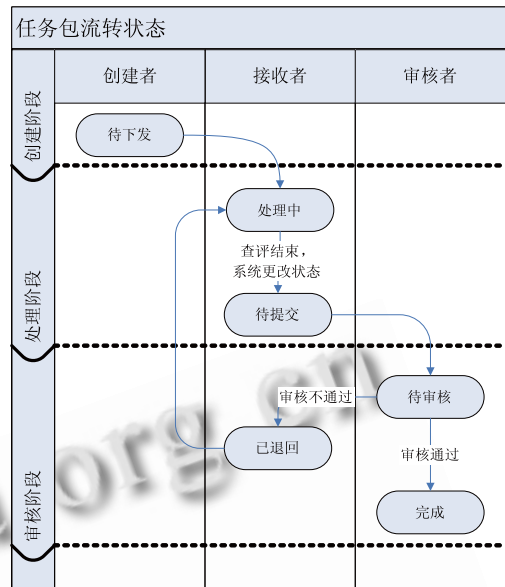 任务包流转状态
创建者
接收者
审核者
创建阶段
待下发
处理阶段
处理中
查评结束，
系统更改状态
待提交
审核阶段
待审核
审核不通过
已退回
审核通过
完成
org cn